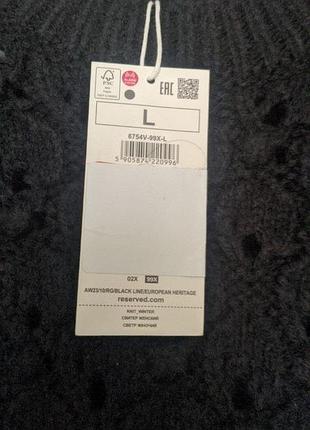 FSC
EAC
L
6754V-99X-L
5 905874 220996
02X 99X
AW23/10/RG/BLACK LINE/EUROPEAN HERITAGE
reserved.com
KNIT_WINTER
СВИТЕР ЖЕНСКИЙ
СВЕТР ЖІНОЧИЙ